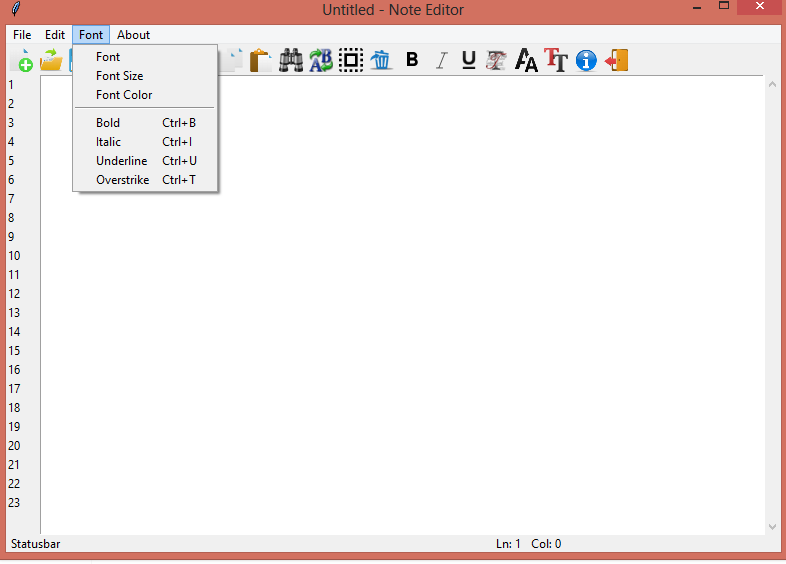 Untitled - Note Editor
File Edit Font About
Font
Font Size
Font Color
Bold Ctrl+B
Italic Ctrl+I
Underline Ctrl+U
Overstrike Ctrl+T
B I U T AA TT
1
2
3
4
5
6
7
8
9
10
11
12
13
14
15
16
17
18
19
20
21
22
23
Statusbar Ln: 1 Col: 0